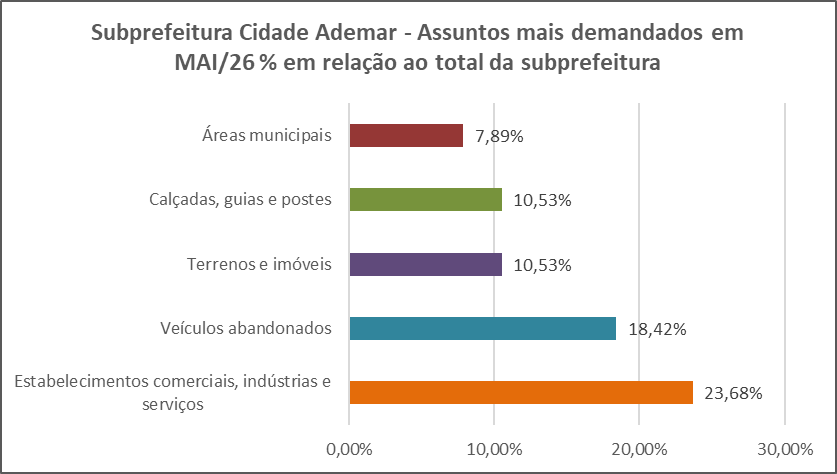 Subprefeitura Cidade Ademar - Assuntos mais demandados em
MAI/26 % em relação ao total da subprefeitura
Áreas municipais
7,89%
Calçadas, guias e postes
10,53%
Terrenos e imóveis
10,53%
Veículos abandonados
18,42%
Estabelecimentos comerciais, indústrias e
serviços
23,68%
0,00%
10,00%
20,00%
30,00%